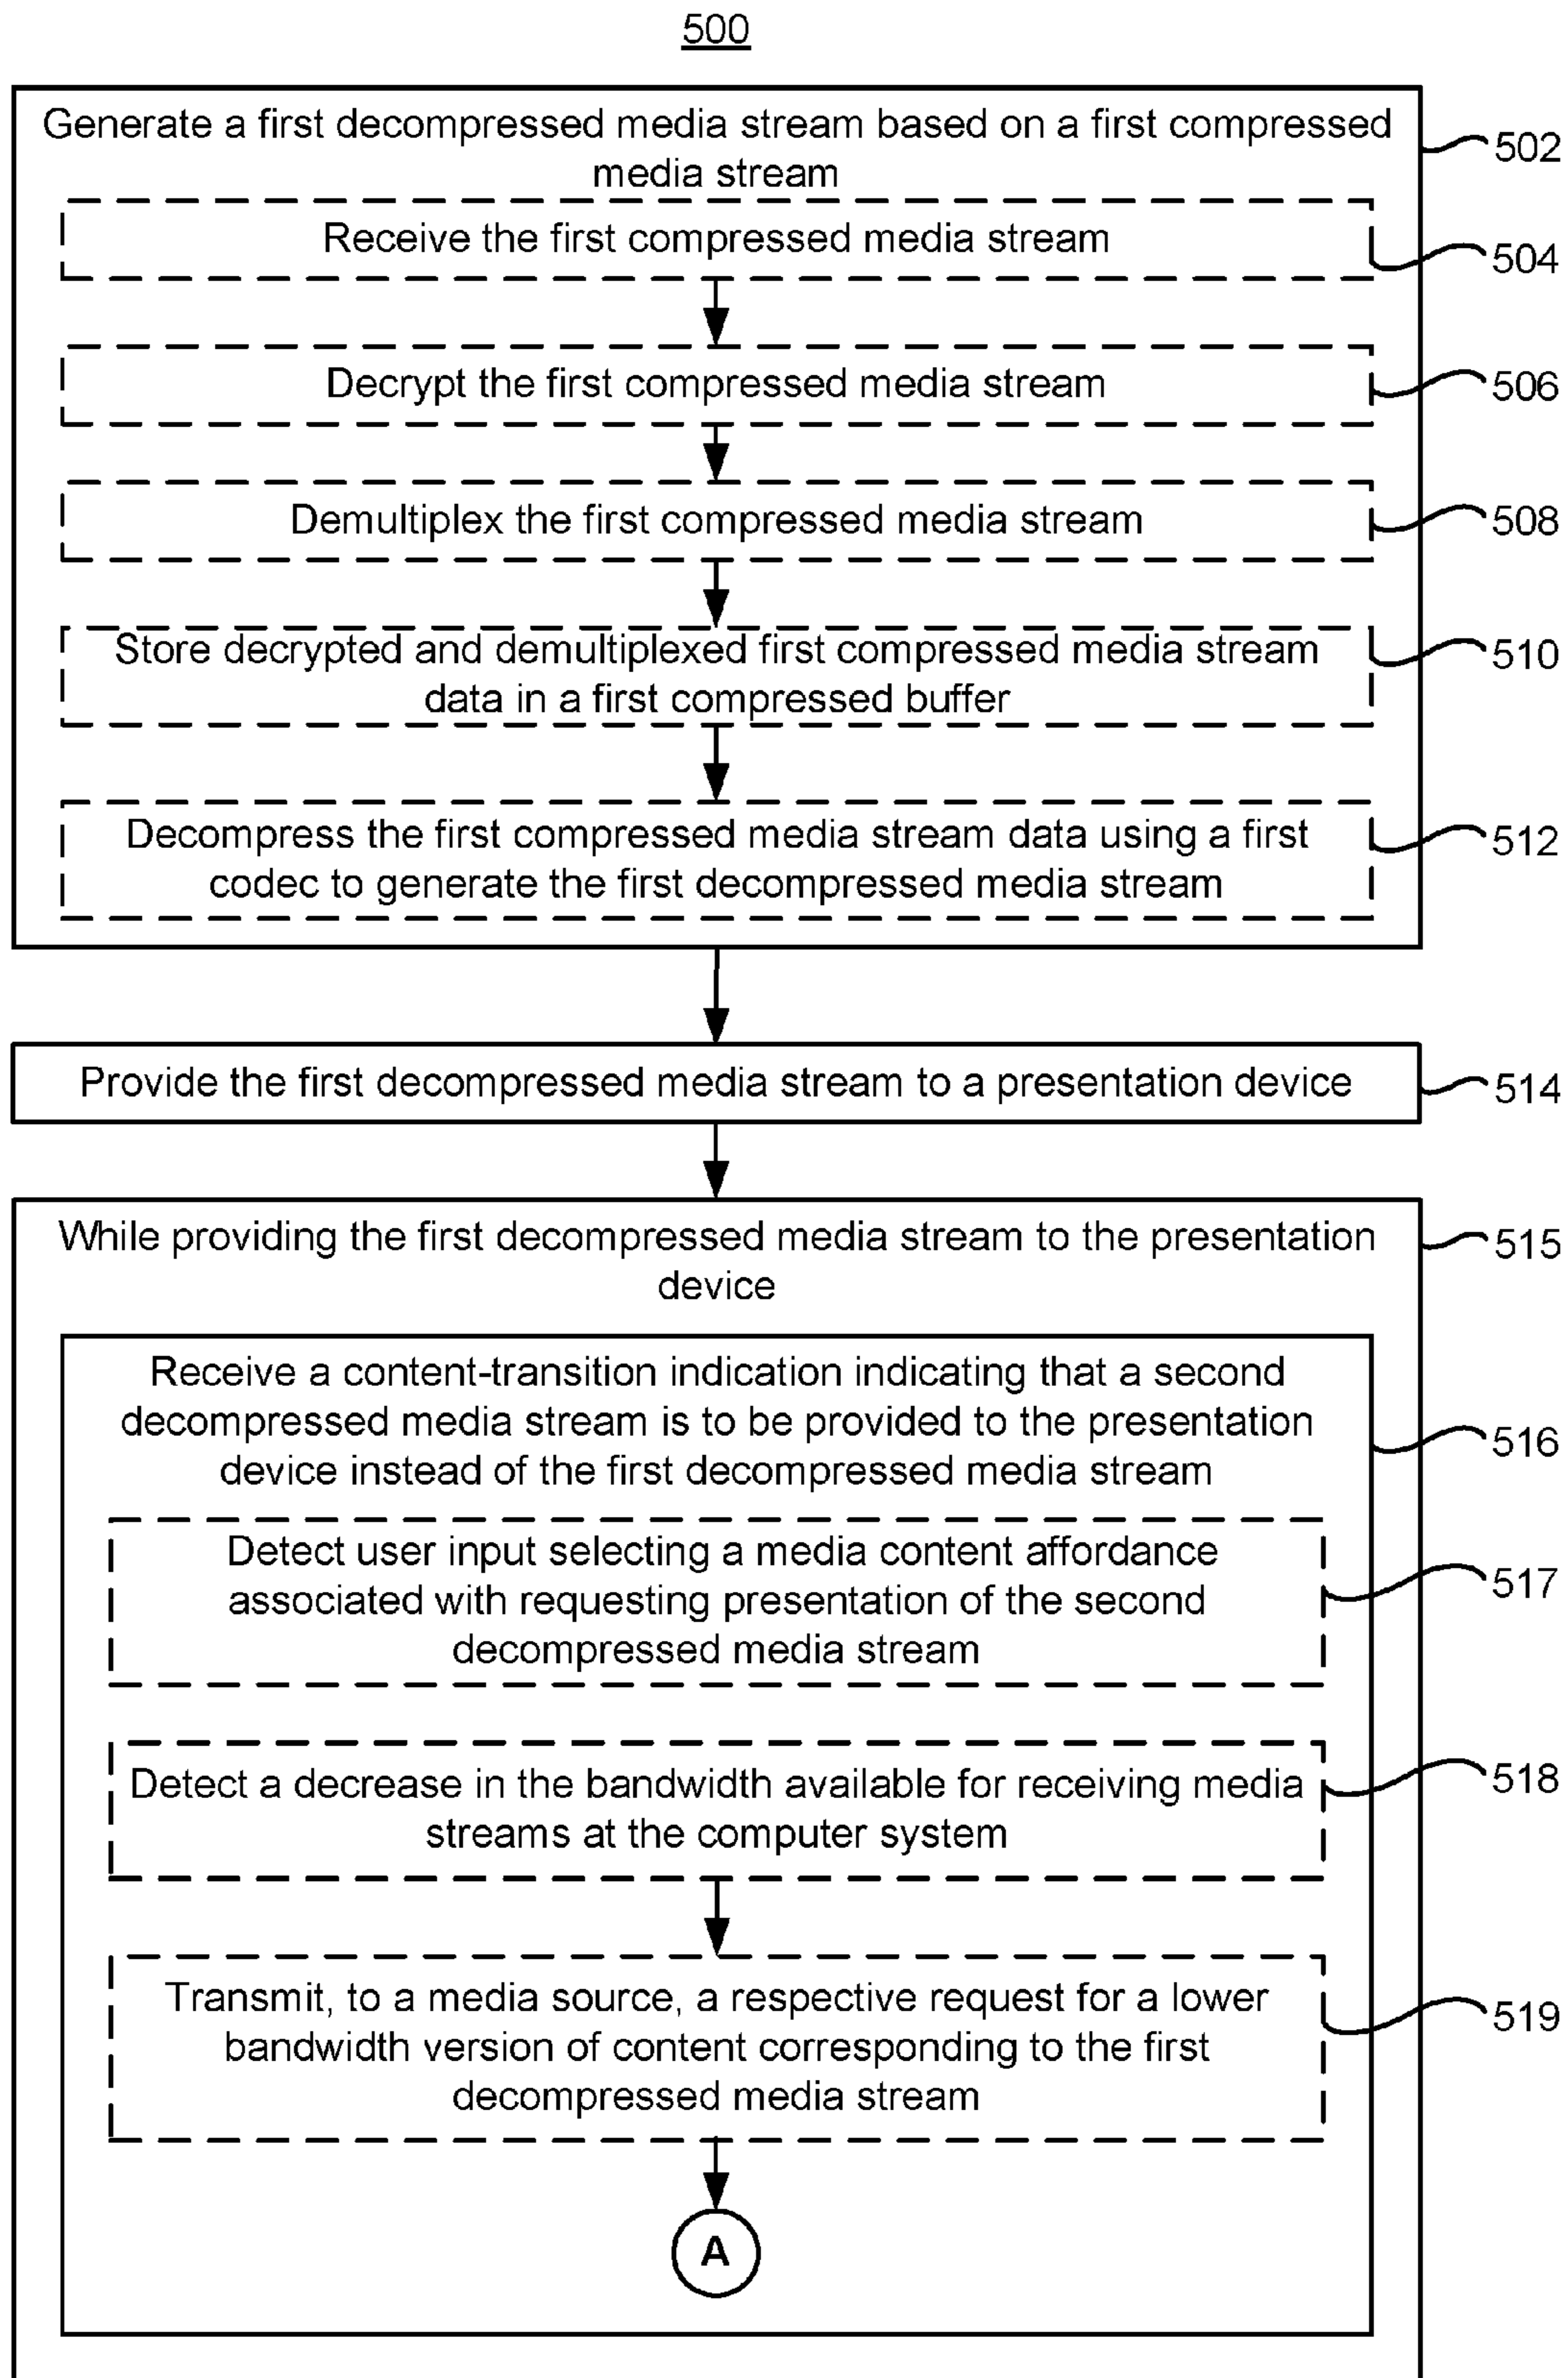 500
Generate a first decompressed media stream based on a first compressed
media stream
502
Receive the first compressed media stream
504
Decrypt the first compressed media stream
506
Demultiplex the first compressed media stream
508
Store decrypted and demultiplexed first compressed media stream
data in a first compressed buffer
510
Decompress the first compressed media stream data using a first
codec to generate the first decompressed media stream
512
Provide the first decompressed media stream to a presentation device
514
While providing the first decompressed media stream to the presentation
device
515
Receive a content-transition indication indicating that a second
decompressed media stream is to be provided to the presentation
device instead of the first decompressed media stream
516
Detect user input selecting a media content affordance
associated with requesting presentation of the second
decompressed media stream
517
Detect a decrease in the bandwidth available for receiving media
streams at the computer system
518
Transmit, to a media source, a respective request for a lower
bandwidth version of content corresponding to the first
decompressed media stream
519
A